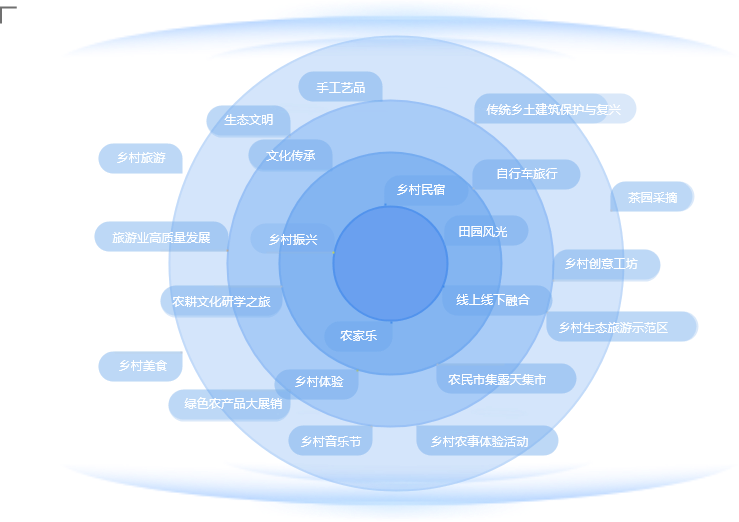 手工艺品
传统乡土建筑保护与复兴
生态文明
文化传承
乡村旅游
自行车旅行
乡村民宿
茶园采摘
田园风光
旅游业高质量发展
乡村振兴
乡村创意工坊
农耕文化研学之旅
线上线下融合
乡村生态旅游示范区
农家乐
乡村美食
乡村体验
农民市集露天集市
绿色农产品大展销
乡村音乐节
乡村农事体验活动